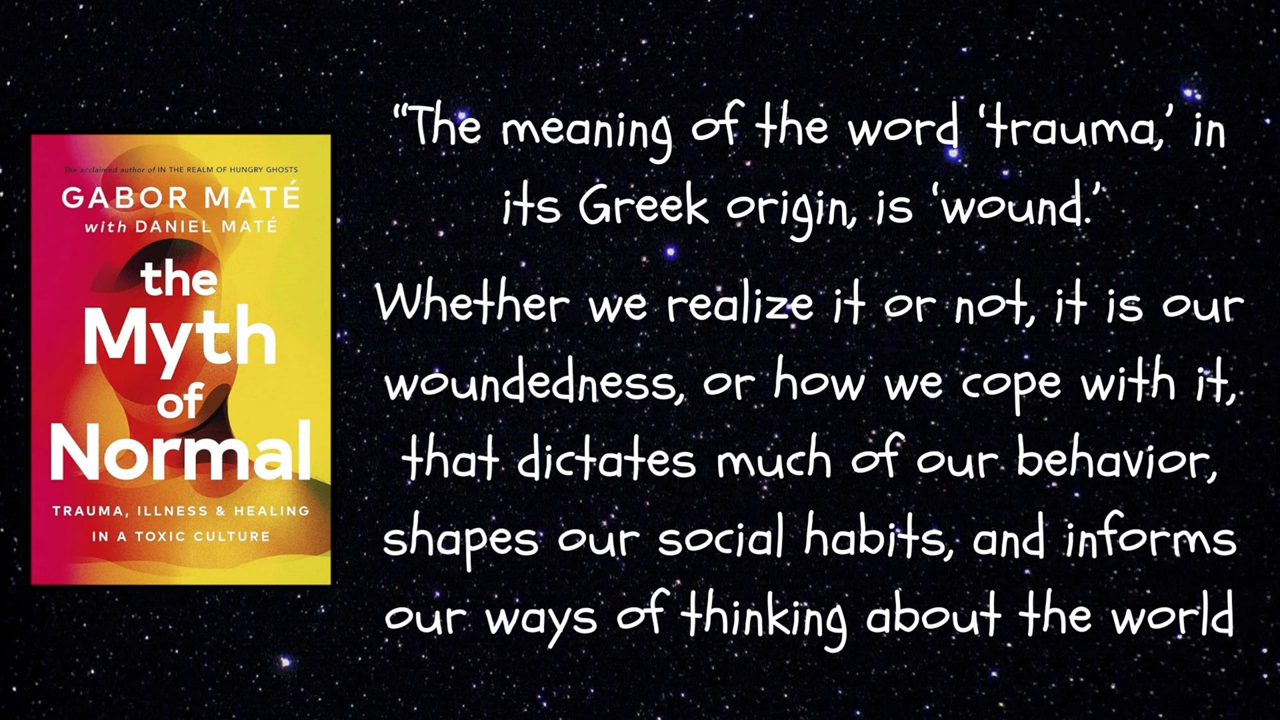 The acclaimed author of IN THE REALM OF HUNGRY GHOSTS
GABOR MATÉ
with DANIEL MATÉ
the
Myth
of
Normal
TRAUMA, ILLNESS & HEALING
IN A TOXIC CULTURE
“The meaning of the word ‘trauma,’ in
its Greek origin, is ‘wound.’
Whether we realize it or not, it is our
woundedness, or how we cope with it,
that dictates much of our behavior,
shapes our social habits, and informs
our ways of thinking about the world